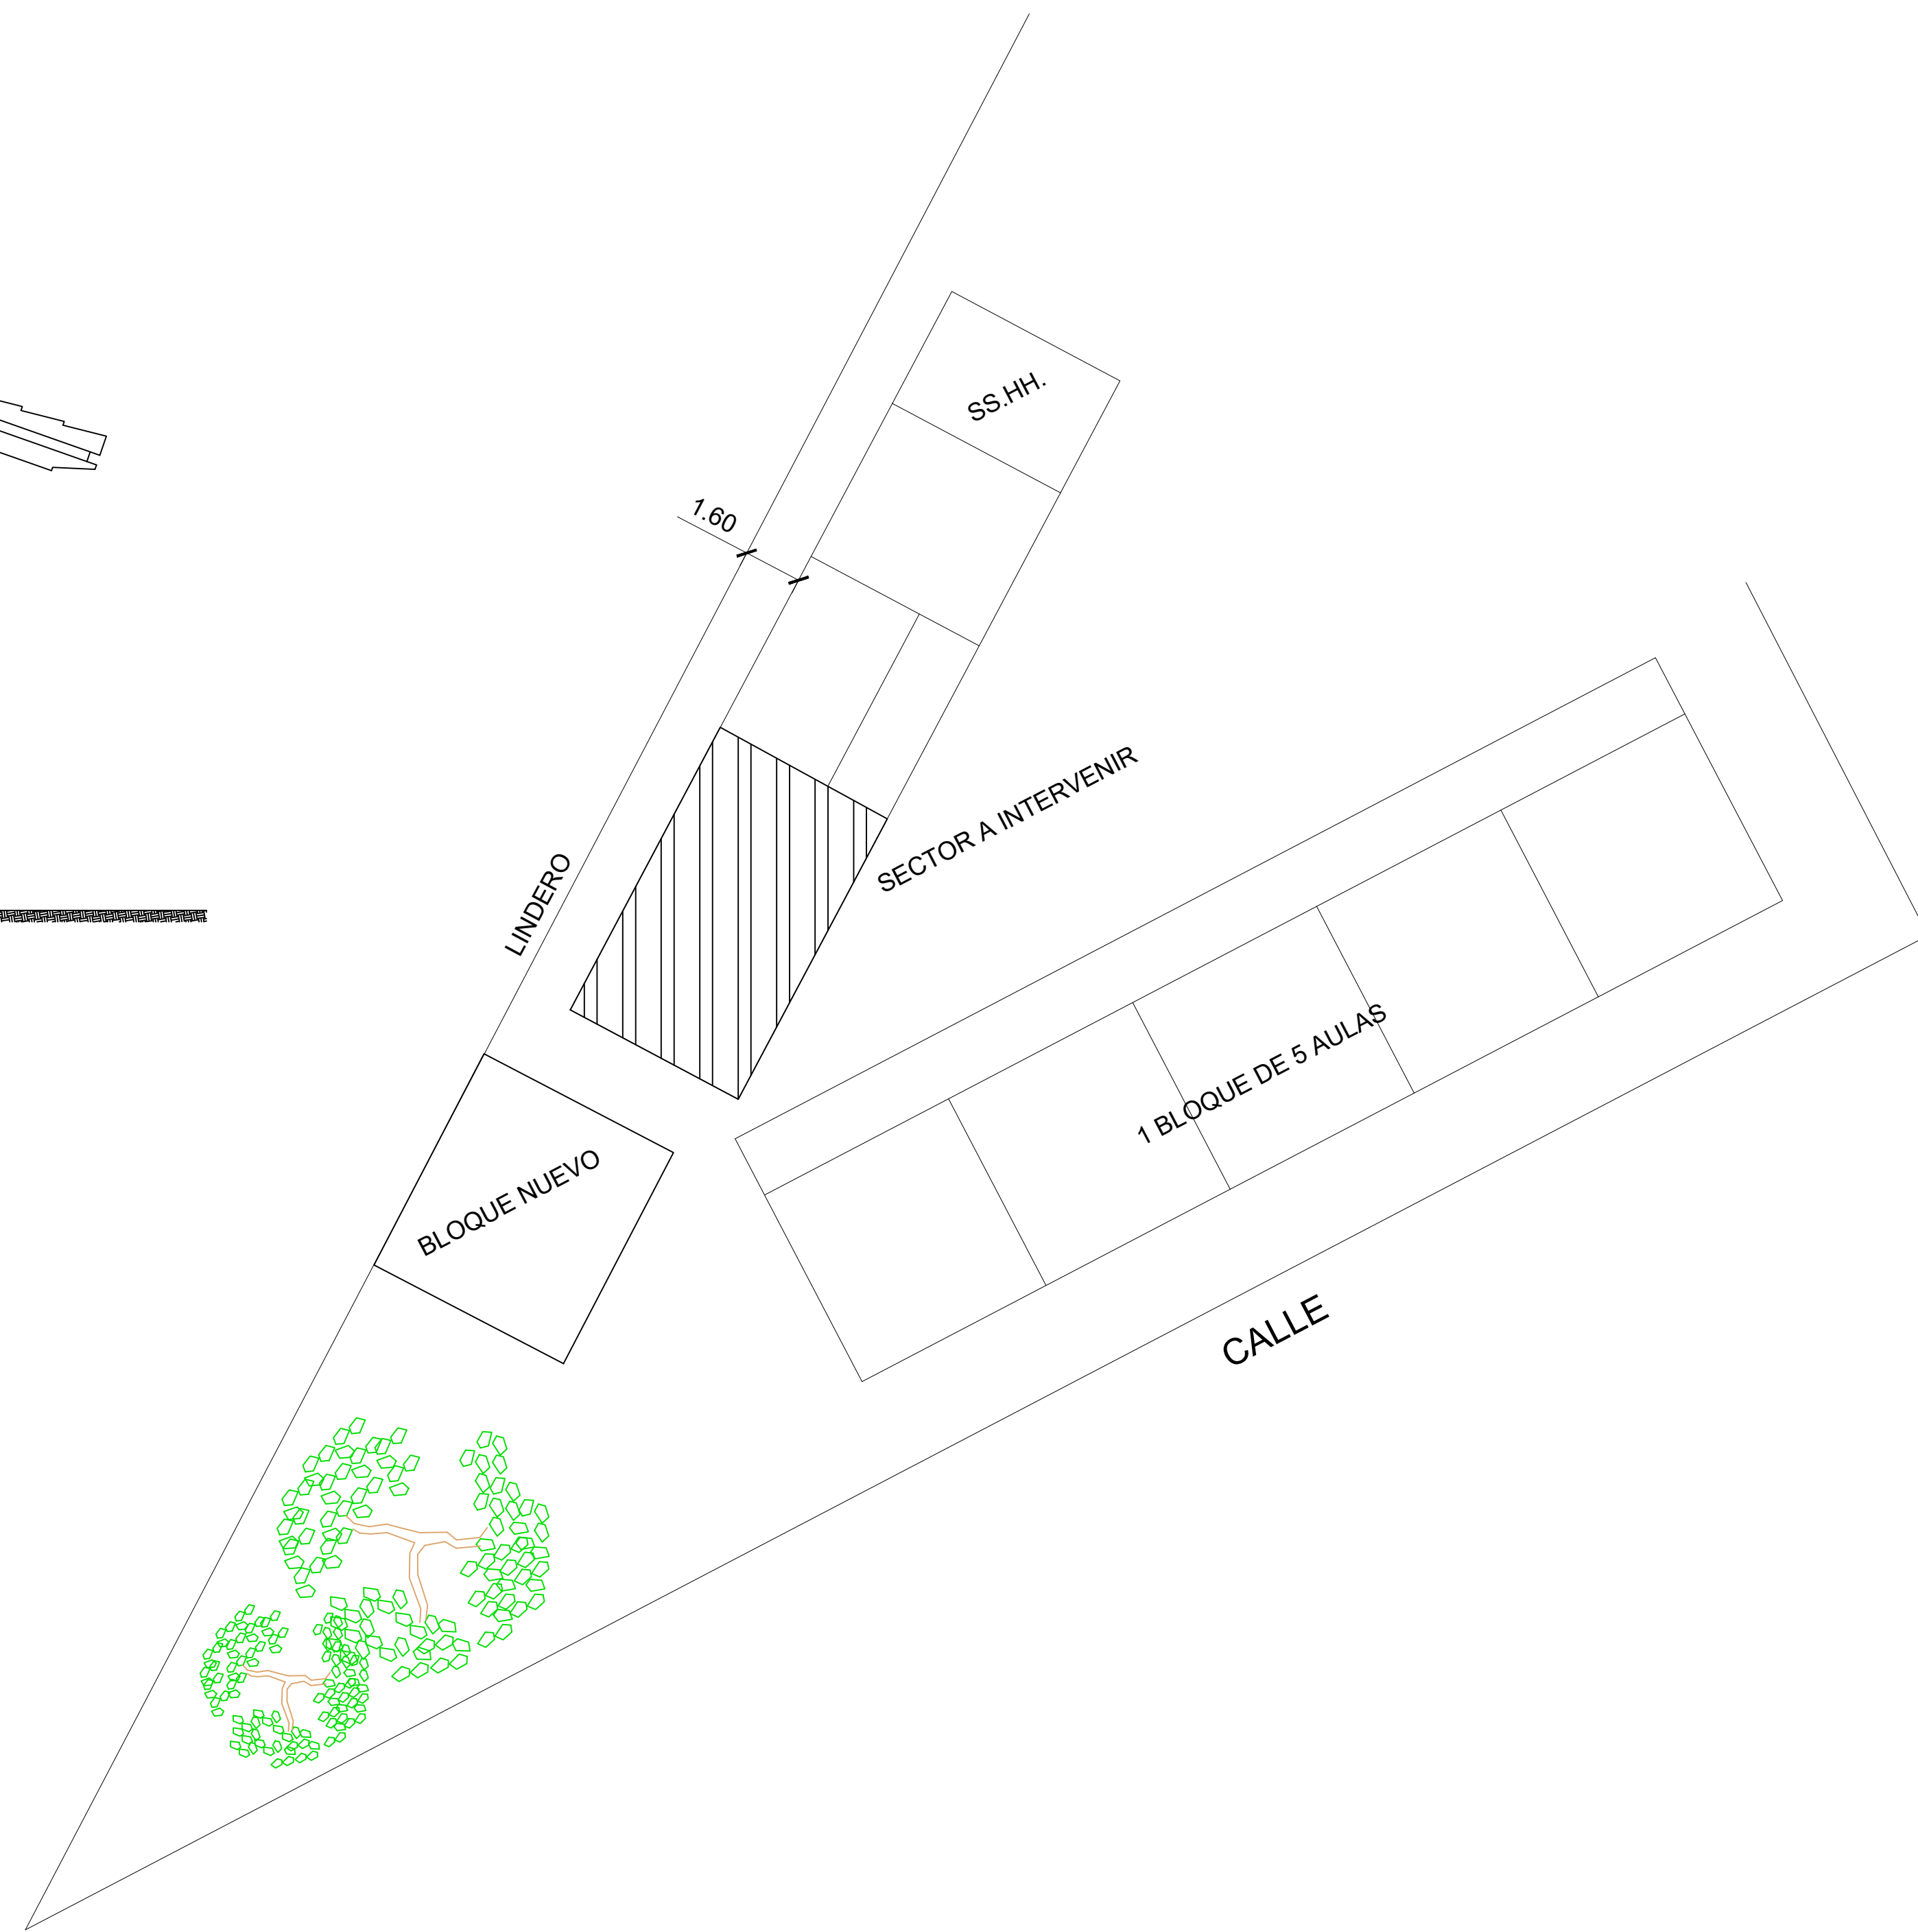 SS.HH.
1.60
SECTOR A INTERVENIR
LINDERO
1 BLOQUE DE 5 AULAS
BLOQUE NUEVO
CALLE